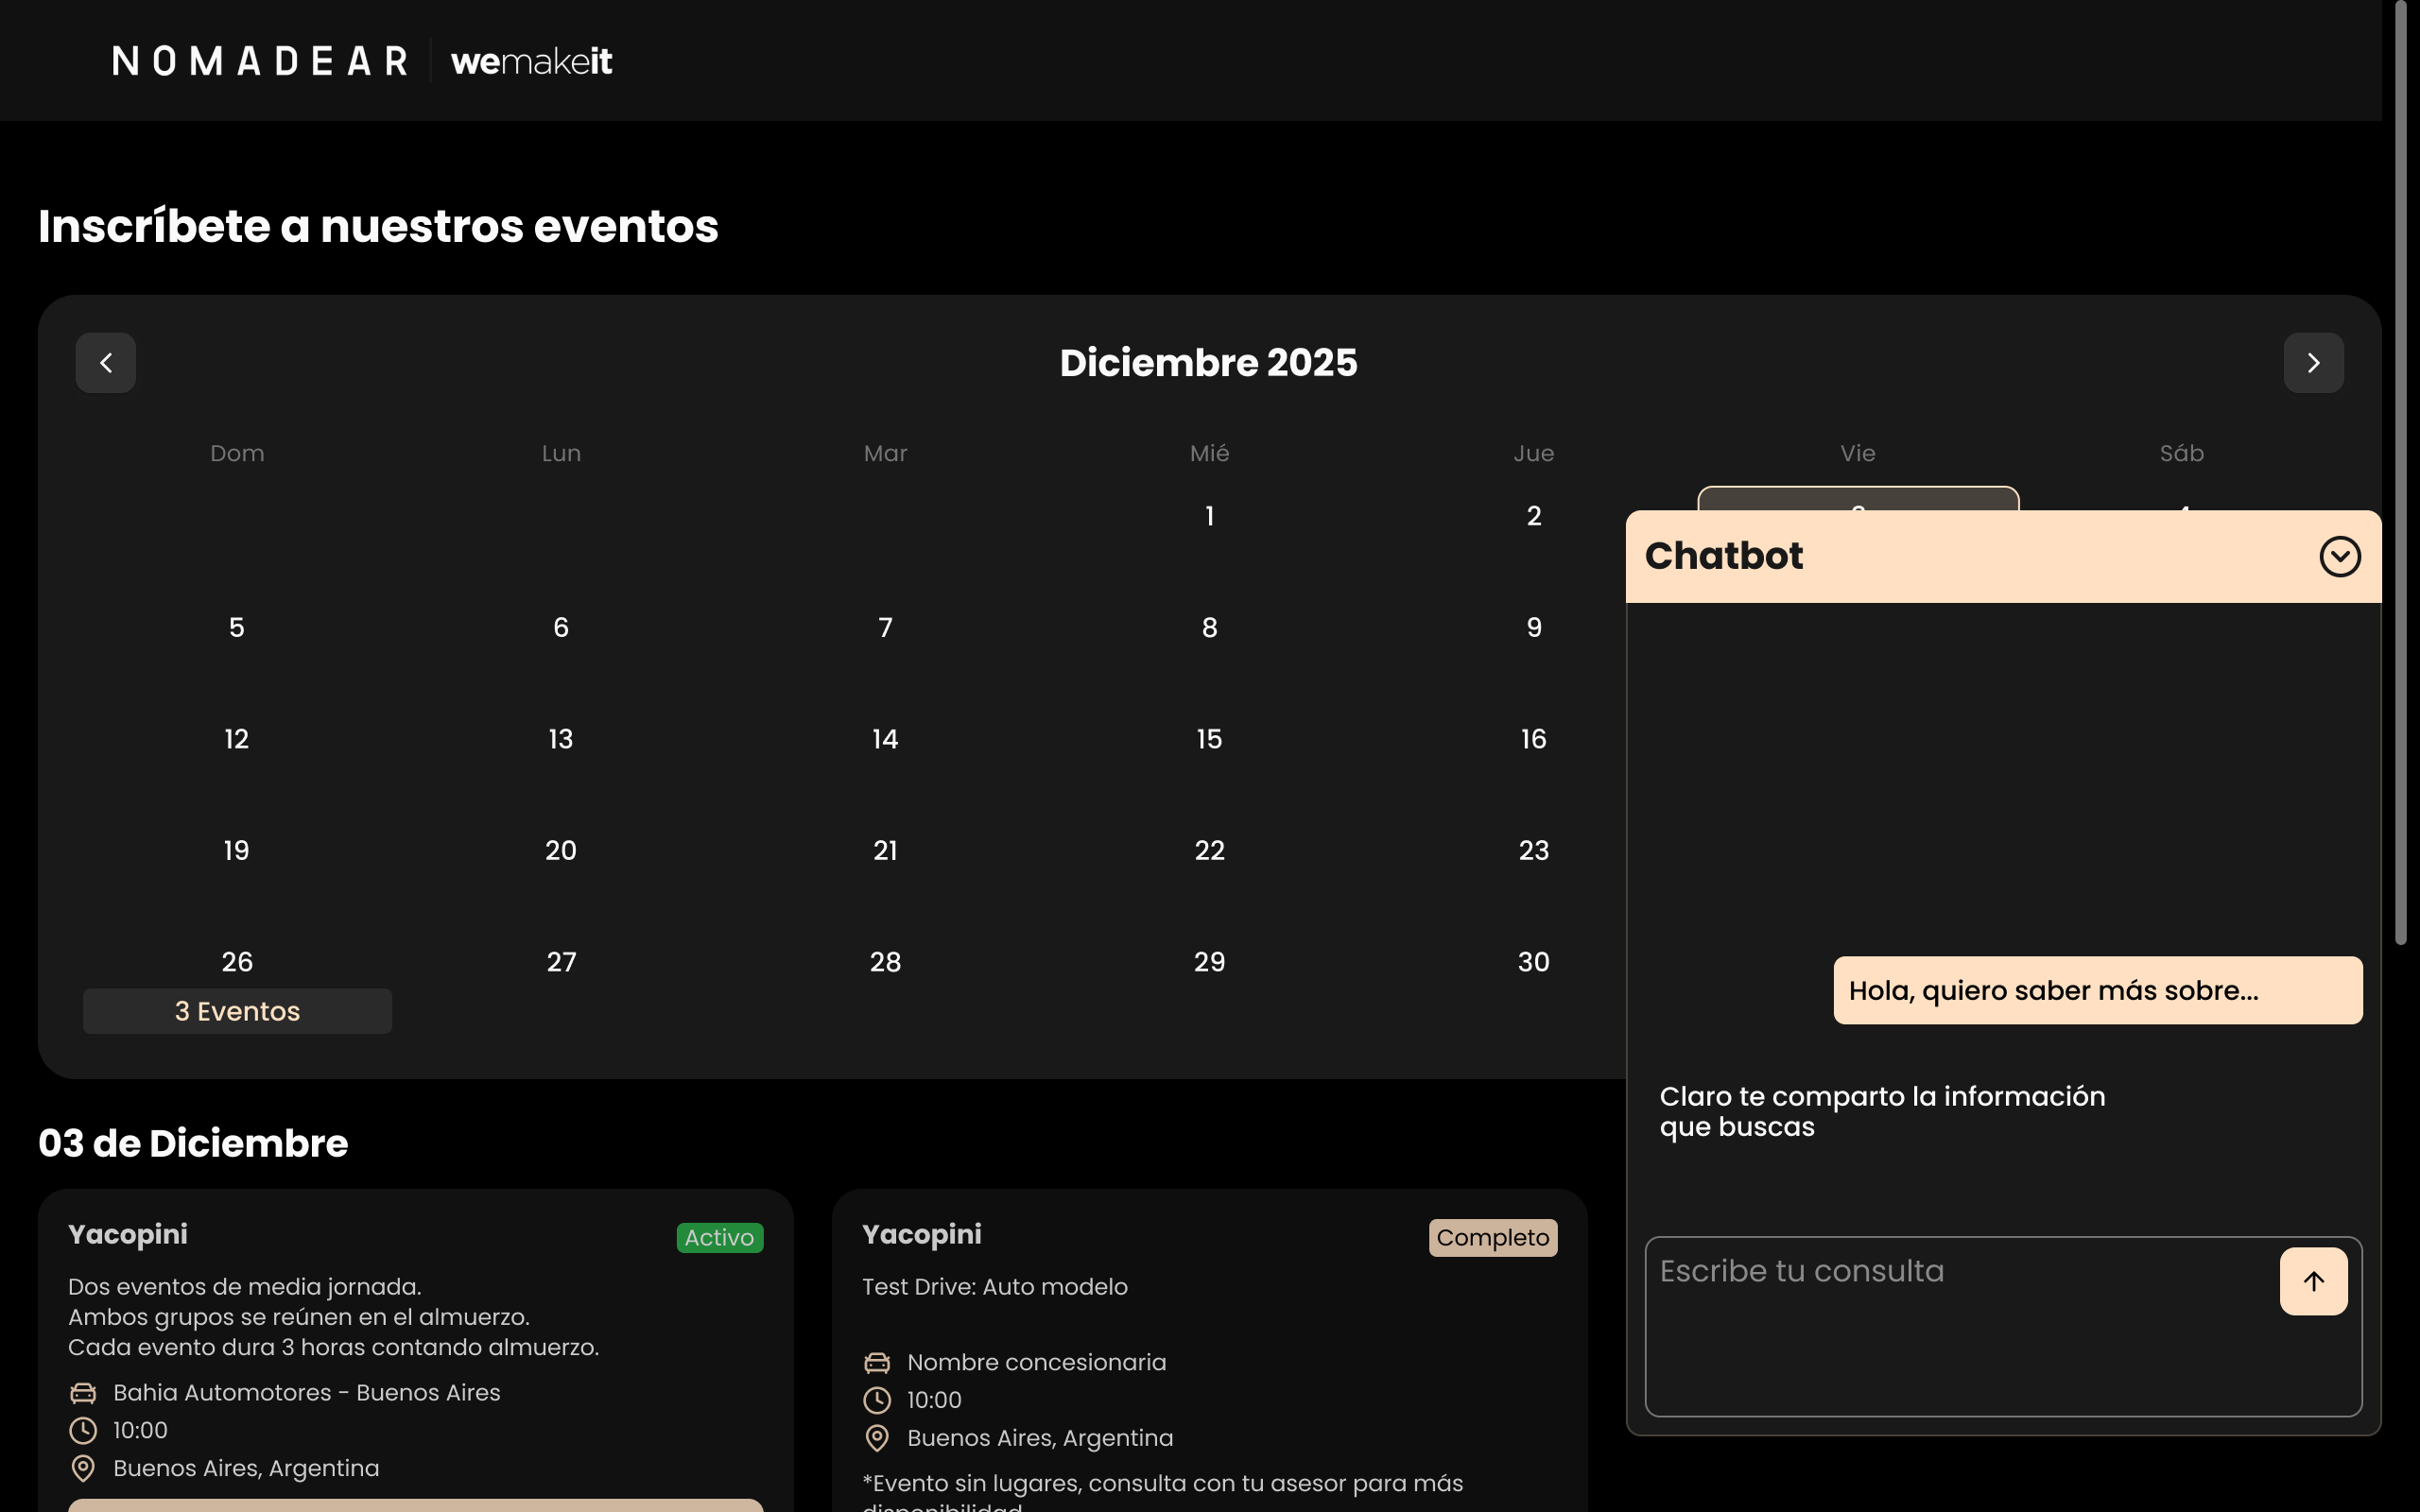 NOMADEAR wemakeit
Inscríbete a nuestros eventos
Diciembre 2025
Dom Lun Mar Mié Jue Vie Sáb
1 2
5 6 7 8 9
12 13 14 15 16
19 20 21 22 23
26 27 28 29 30
3 Eventos
03 de Diciembre
Yacopini
Activo
Dos eventos de media jornada.
Ambos grupos se reúnen en el almuerzo.
Cada evento dura 3 horas contando almuerzo.
Bahia Automotores - Buenos Aires
10:00
Buenos Aires, Argentina
Yacopini
Completo
Test Drive: Auto modelo
Nombre concesionaria
10:00
Buenos Aires, Argentina
*Evento sin lugares, consulta con tu asesor para más
Chatbot
Hola, quiero saber más sobre...
Claro te comparto la información
que buscas
Escribe tu consulta